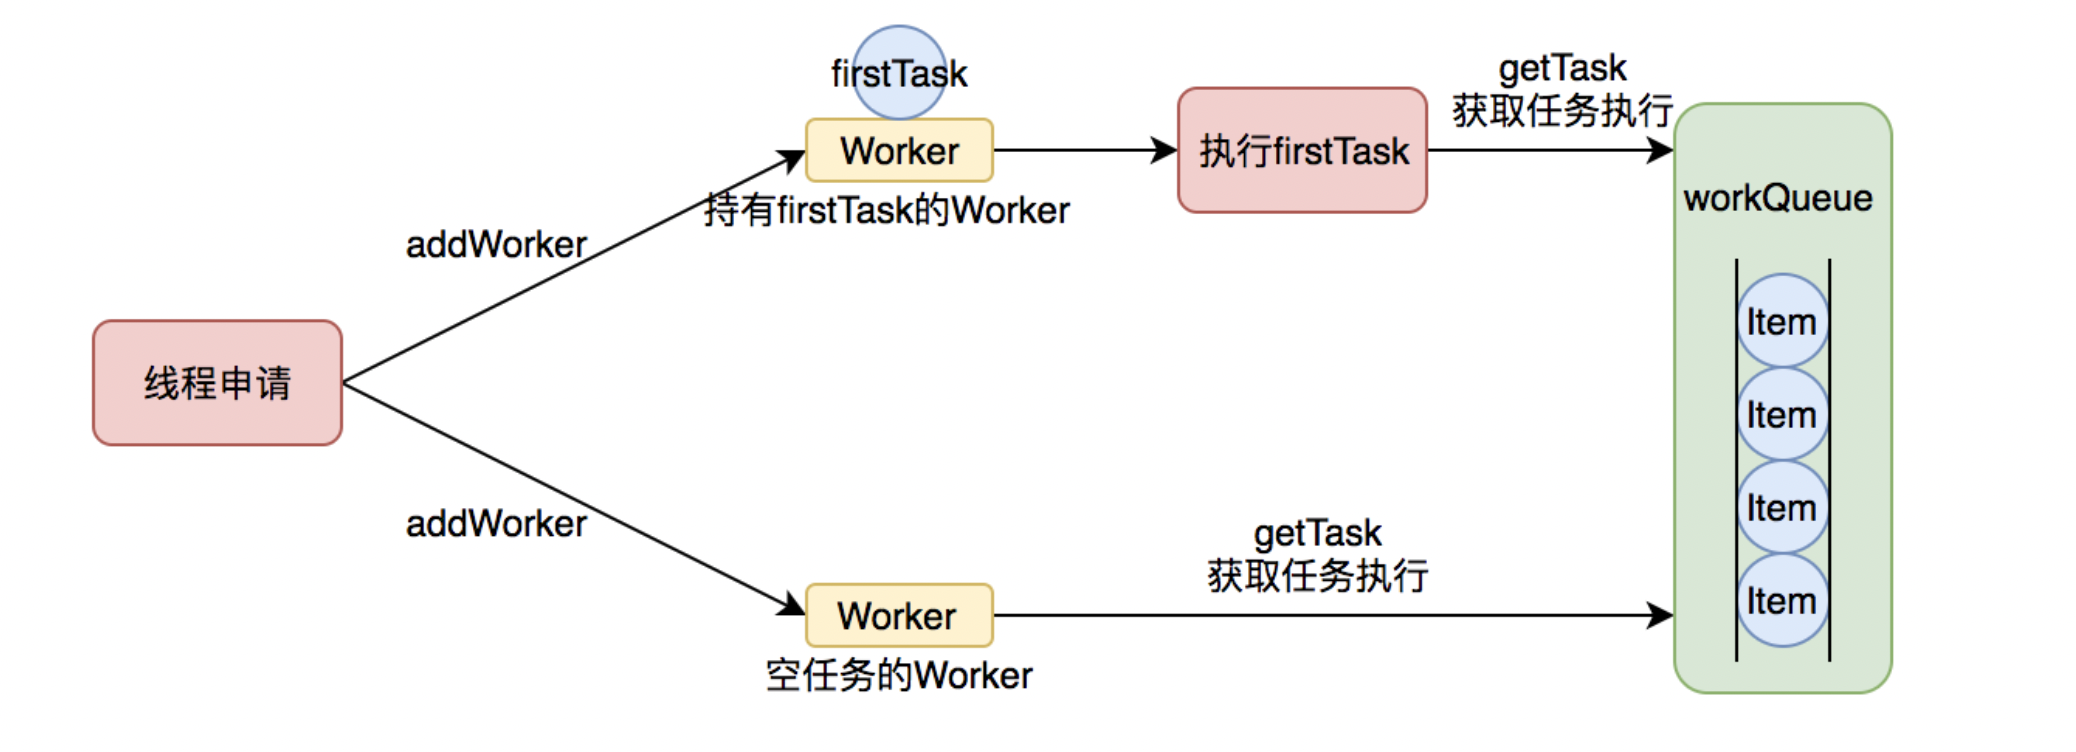 firstTask
Worker
持有firstTask的Worker
执行firstTask
getTask
获取任务执行
workQueue
addWorker
线程申请
addWorker
Worker
空任务的Worker
getTask
获取任务执行
Item
Item
Item
Item